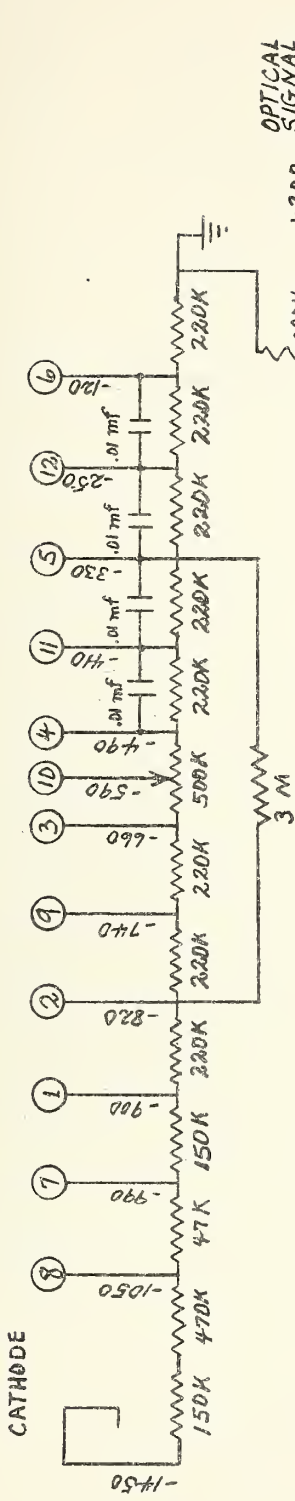 CATHODE
8 7 1 2 9 3 10 4 11 5 12 6
-1450 -1050 -990 -900 -820 -740 -660 -590 -490 -410 -330 -250 -120
.01 mf .01 mf .01 mf .01 mf
150K 470K 47K 150K 220K 220K 220K 500K 220K 220K 220K 220K 220K
3 M
OPTICAL
SIGNAL